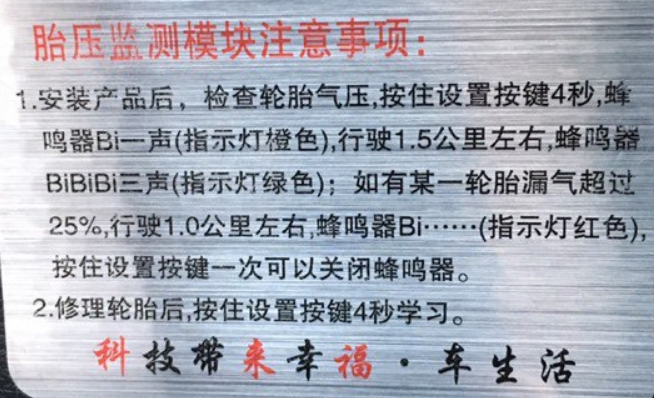 胎压监测模块注意事项:
1.安装产品后，检查轮胎气压,按住设置按键4秒,蜂
鸣器Bi一声(指示灯橙色),行驶1.5公里左右,蜂鸣器
BiBiBi三声(指示灯绿色)；如有某一轮胎漏气超过
25%,行驶1.0公里左右,蜂鸣器Bi……(指示灯红色),
按住设置按键一次可以关闭蜂鸣器。
2.修理轮胎后,按住设置按键4秒学习。
科技带来幸福·车生活